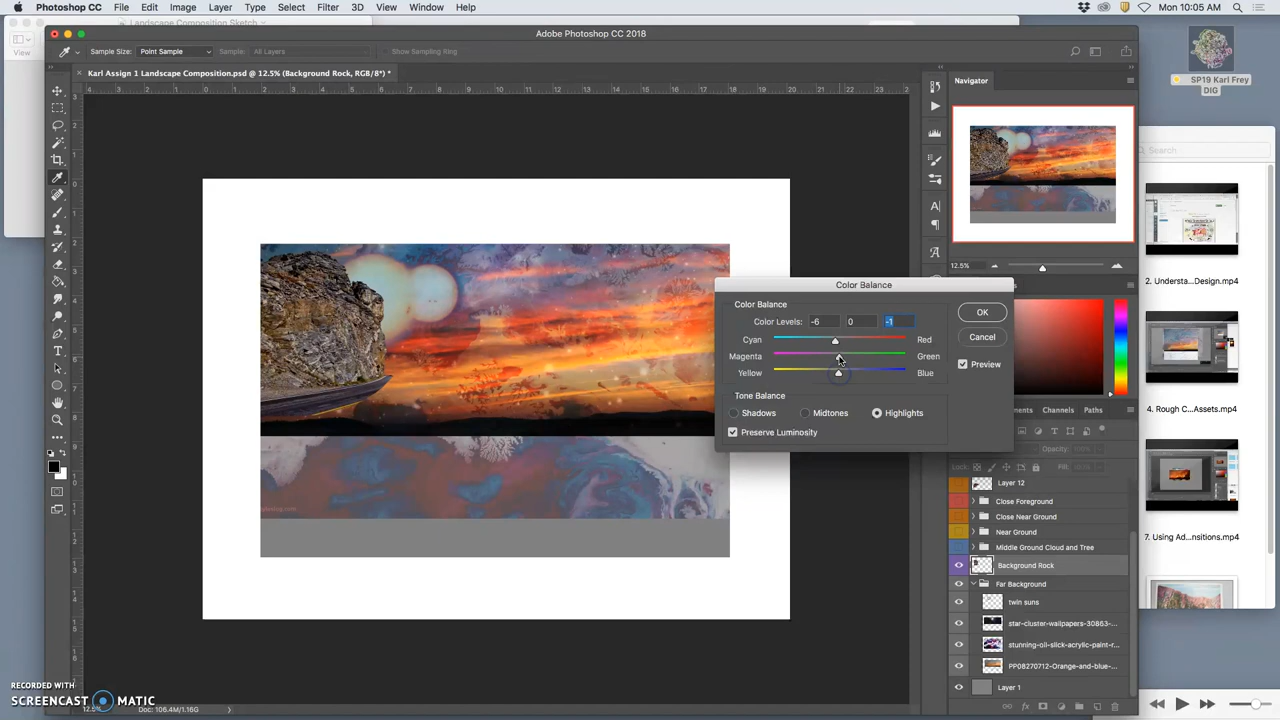 Photoshop CC File Edit Image Layer Type Select Filter 3D View Window Help
Mon 10:05 AM
Landscape Composition Sketch
View
Adobe Photoshop CC 2018
Sample Size: Point Sample Sample: All Layers Show Sampling Ring
Karl Assign 1 Landscape Composition.psd @ 12.5% (Background Rock, RGB/8*) *
Navigator
12.5%
SP19 Karl Frey
DIG
Search
2. Understa...Design.mp4
4. Rough C...Assets.mp4
7. Using Ad...nitions.mp4
Color Balance
Color Balance
Color Levels: -6 0 -1
Cyan Red
Magenta Green
Yellow Blue
Tone Balance
Shadows Midtones Highlights
Preserve Luminosity
OK
Cancel
Preview
Channels Paths
Opacity:
Lock:
Layer 12
Close Foreground
Close Near Ground
Near Ground
Middle Ground Cloud and Tree
Background Rock
Far Background
twin suns
star-cluster-wallpapers-30863-...
stunning-oil-slick-acrylic-paint-r...
PP08270712-Orange-and-blue-...
Layer 1
fx
12.5%
Doc: 106.4M/1.16G
RECORDED WITH
SCREENCAST MATIC